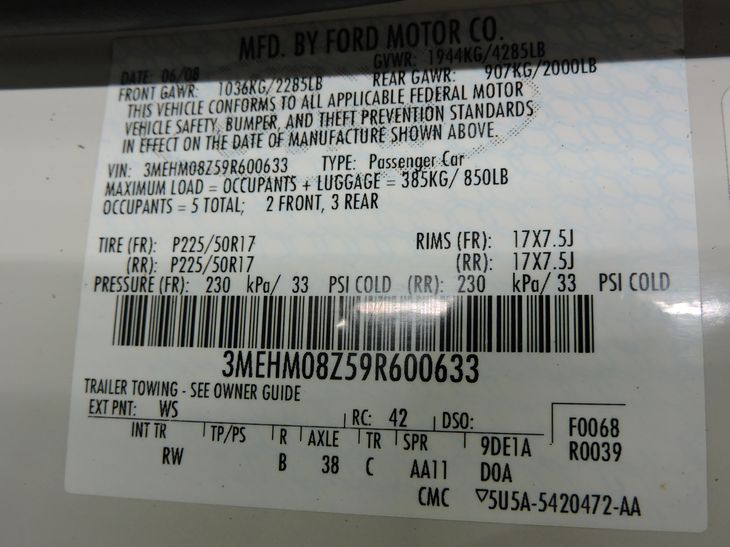 MFD. BY FORD MOTOR CO.
DATE: 06/08 GVWR: 1944KG/4285LB
FRONT GAWR: 1036KG/2285LB REAR GAWR: 907KG/2000LB
THIS VEHICLE CONFORMS TO ALL APPLICABLE FEDERAL MOTOR
VEHICLE SAFETY, BUMPER, AND THEFT PREVENTION STANDARDS
IN EFFECT ON THE DATE OF MANUFACTURE SHOWN ABOVE.
VIN: 3MEHM08Z59R600633 TYPE: Passenger Car
MAXIMUM LOAD = OCCUPANTS + LUGGAGE = 385KG/ 850LB
OCCUPANTS = 5 TOTAL; 2 FRONT, 3 REAR
TIRE (FR): P225/50R17 RIMS (FR): 17X7.5J
(RR): P225/50R17 (RR): 17X7.5J
PRESSURE (FR): 230 kPa/ 33 PSI COLD (RR): 230 kPa/ 33 PSI COLD
3MEHM08Z59R600633
TRAILER TOWING - SEE OWNER GUIDE
EXT PNT: WS RC: 42 DSO: F0068
INT TR TP/PS R AXLE TR SPR 9DE1A R0039
RW B 38 C AA11 D0A
CMC ▽5U5A-5420472-AA